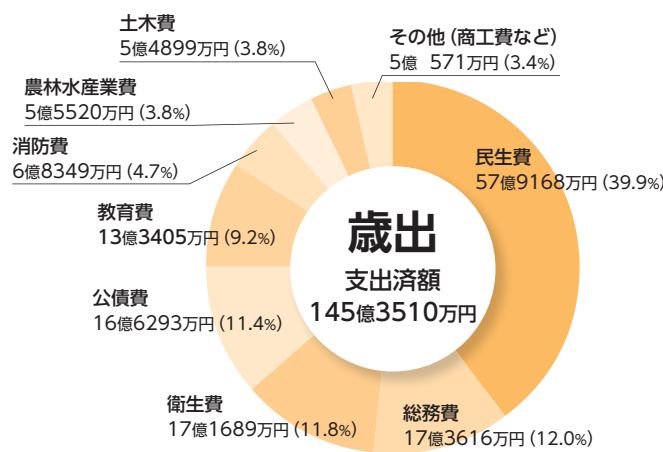 土木費
5億4899万円 (3.8%)
その他 (商工費など)
5億 571万円 (3.4%)
農林水産業費
5億5520万円 (3.8%)
消防費
6億8349万円 (4.7%)
民生費
57億9168万円 (39.9%)
教育費
13億3405万円 (9.2%)
歳出
支出済額
145億3510万円
公債費
16億6293万円 (11.4%)
衛生費
17億1689万円 (11.8%)
総務費
17億3616万円 (12.0%)